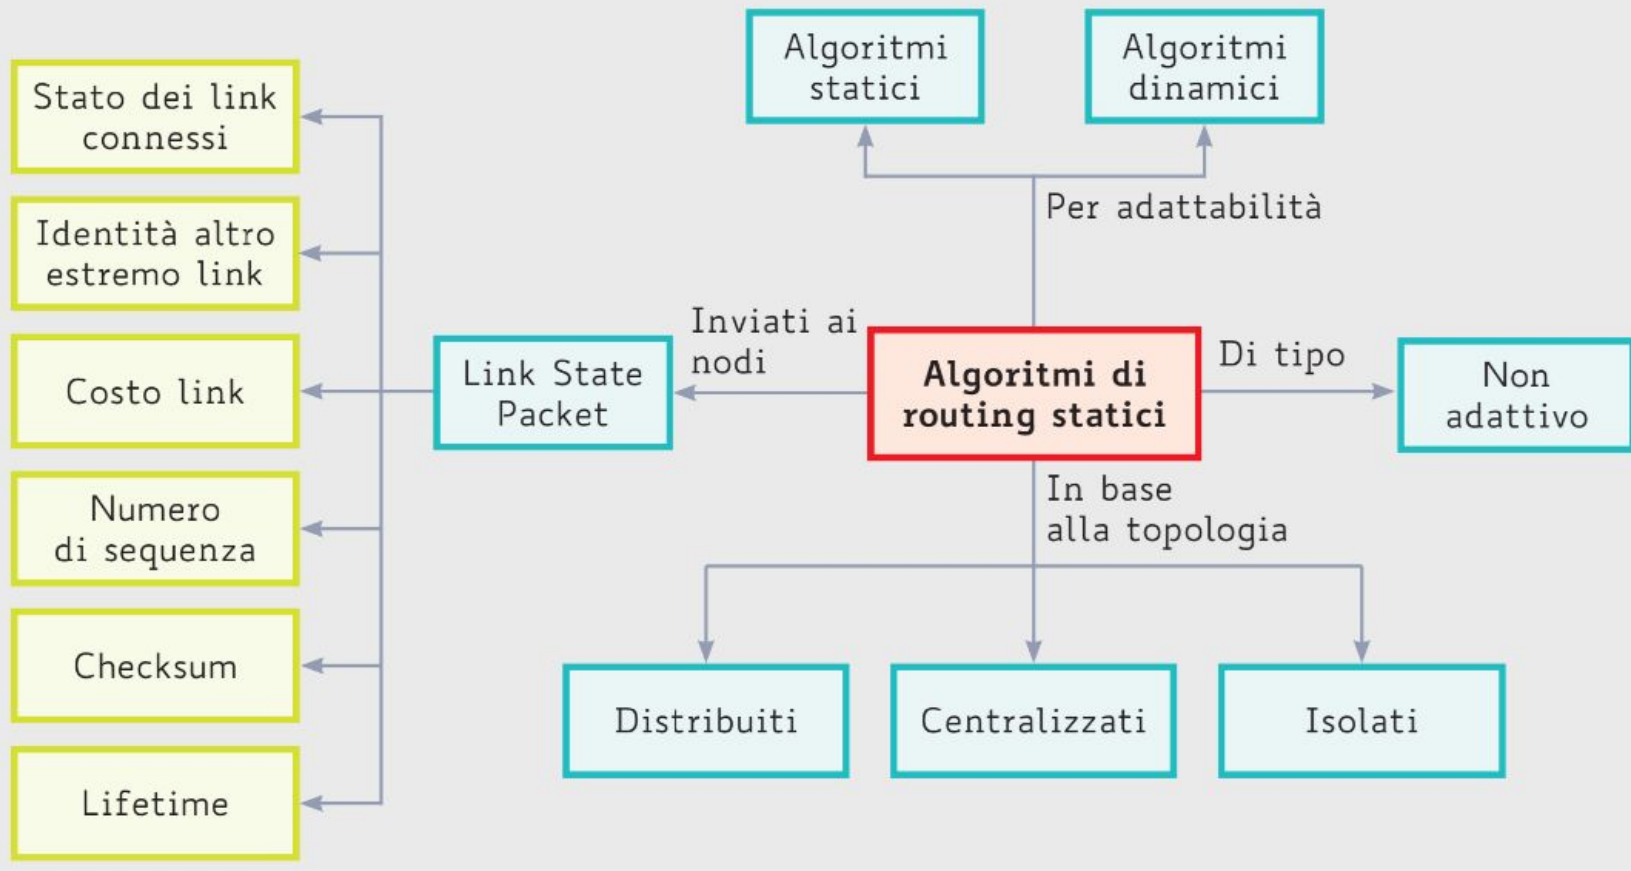 Algoritmi
statici
Algoritmi
dinamici
Per adattabilità
Stato dei link
connessi
Identità altro
estremo link
Costo link
Numero
di sequenza
Checksum
Lifetime
Link State
Packet
Inviati ai
nodi
Algoritmi di
routing statici
Di tipo
Non
adattivo
In base
alla topologia
Distribuiti
Centralizzati
Isolati